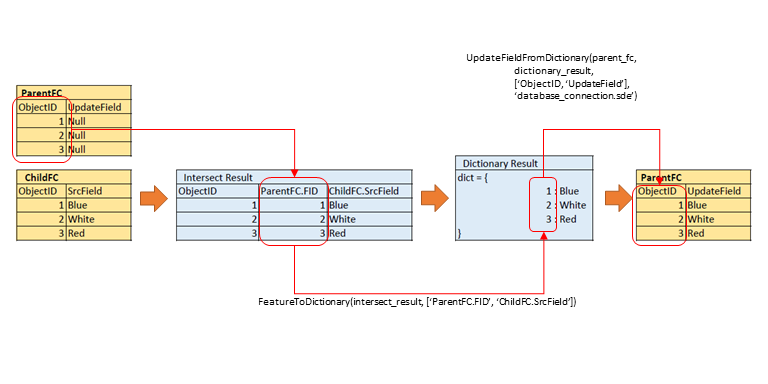 UpdateFieldFromDictionary(parent_fc,
dictionary_result,
['ObjectID, 'UpdateField'],
'database_connection.sde')
ParentFC
ObjectID UpdateField
1 Null
2 Null
3 Null
ChildFC
ObjectID SrcField
1 Blue
2 White
3 Red
Intersect Result
ObjectID ParentFC.FID ChildFC.SrcField
1 1 Blue
2 2 White
3 3 Red
Dictionary Result
dict = {
1 : Blue
2 : White
3 : Red
}
ParentFC
ObjectID UpdateField
1 Blue
2 White
3 Red
FeatureToDictionary(intersect_result, ['ParentFC.FID', 'ChildFC.SrcField'])